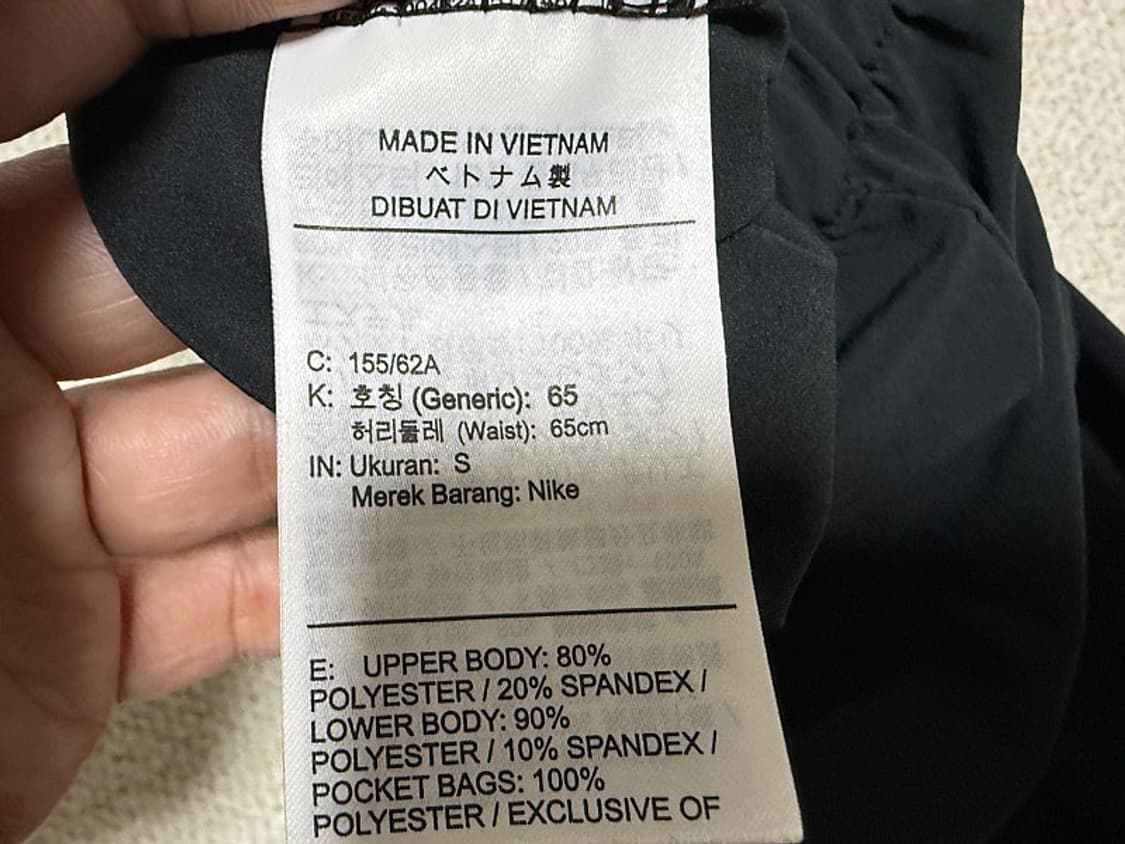 MADE IN VIETNAM
ベトナム製
DIBUAT DI VIETNAM
C: 155/62A
K: 호칭 (Generic): 65
허리둘레 (Waist): 65cm
IN: Ukuran: S
Merek Barang: Nike
E: UPPER BODY: 80%
POLYESTER / 20% SPANDEX /
LOWER BODY: 90%
POLYESTER / 10% SPANDEX /
POCKET BAGS: 100%
POLYESTER / EXCLUSIVE OF